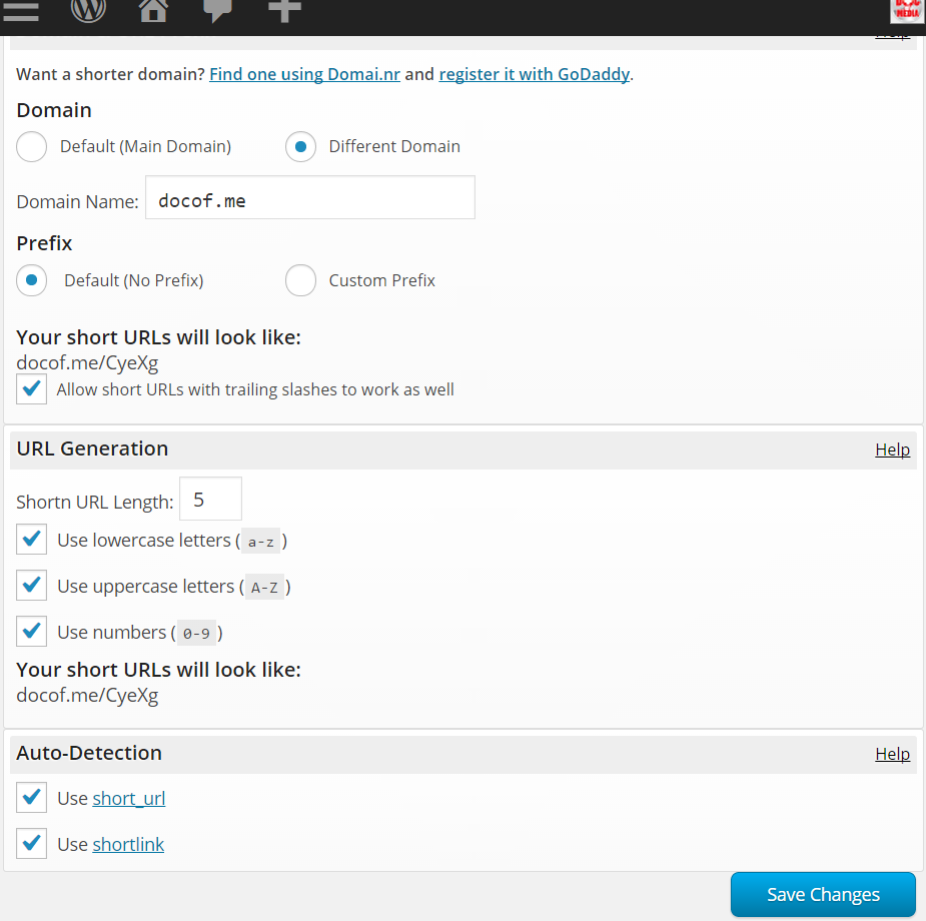 Help
Want a shorter domain? Find one using Domai.nr and register it with GoDaddy.
Domain
Default (Main Domain) Different Domain
Domain Name: docof.me
Prefix
Default (No Prefix) Custom Prefix
Your short URLs will look like:
docof.me/CyeXg
Allow short URLs with trailing slashes to work as well
URL Generation Help
Shortn URL Length: 5
Use lowercase letters ( a-z )
Use uppercase letters ( A-Z )
Use numbers ( 0-9 )
Your short URLs will look like:
docof.me/CyeXg
Auto-Detection Help
Use short_url
Use shortlink
Save Changes